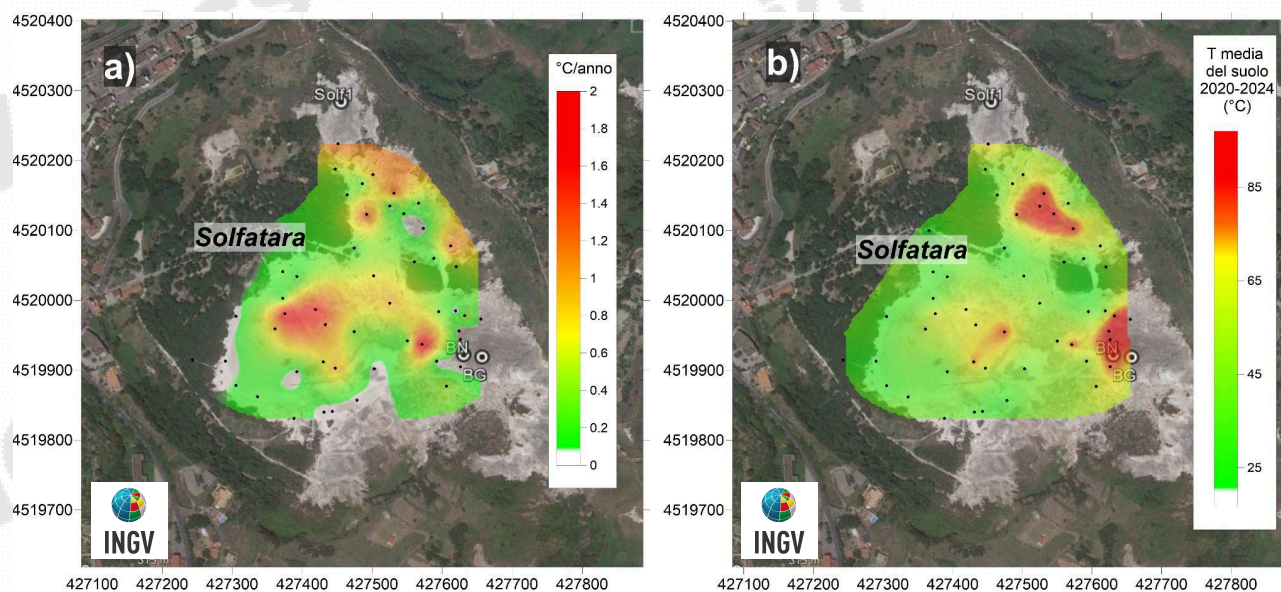 4520400
4520300
4520200
4520100
4520000
4519900
4519800
4519700
427100 427200 427300 427400 427500 427600 427700 427800
a)
°C/anno
2
1.8
1.6
1.4
1.2
1
0.8
0.6
0.4
0.2
0
Solf1
Solfatara
BN
BG
INGV
4520400
4520300
4520200
4520100
4520000
4519900
4519800
4519700
427100 427200 427300 427400 427500 427600 427700 427800
b)
T media
del suolo
2020-2024
(°C)
85
65
45
25
Solf1
Solfatara
BN
BG
INGV